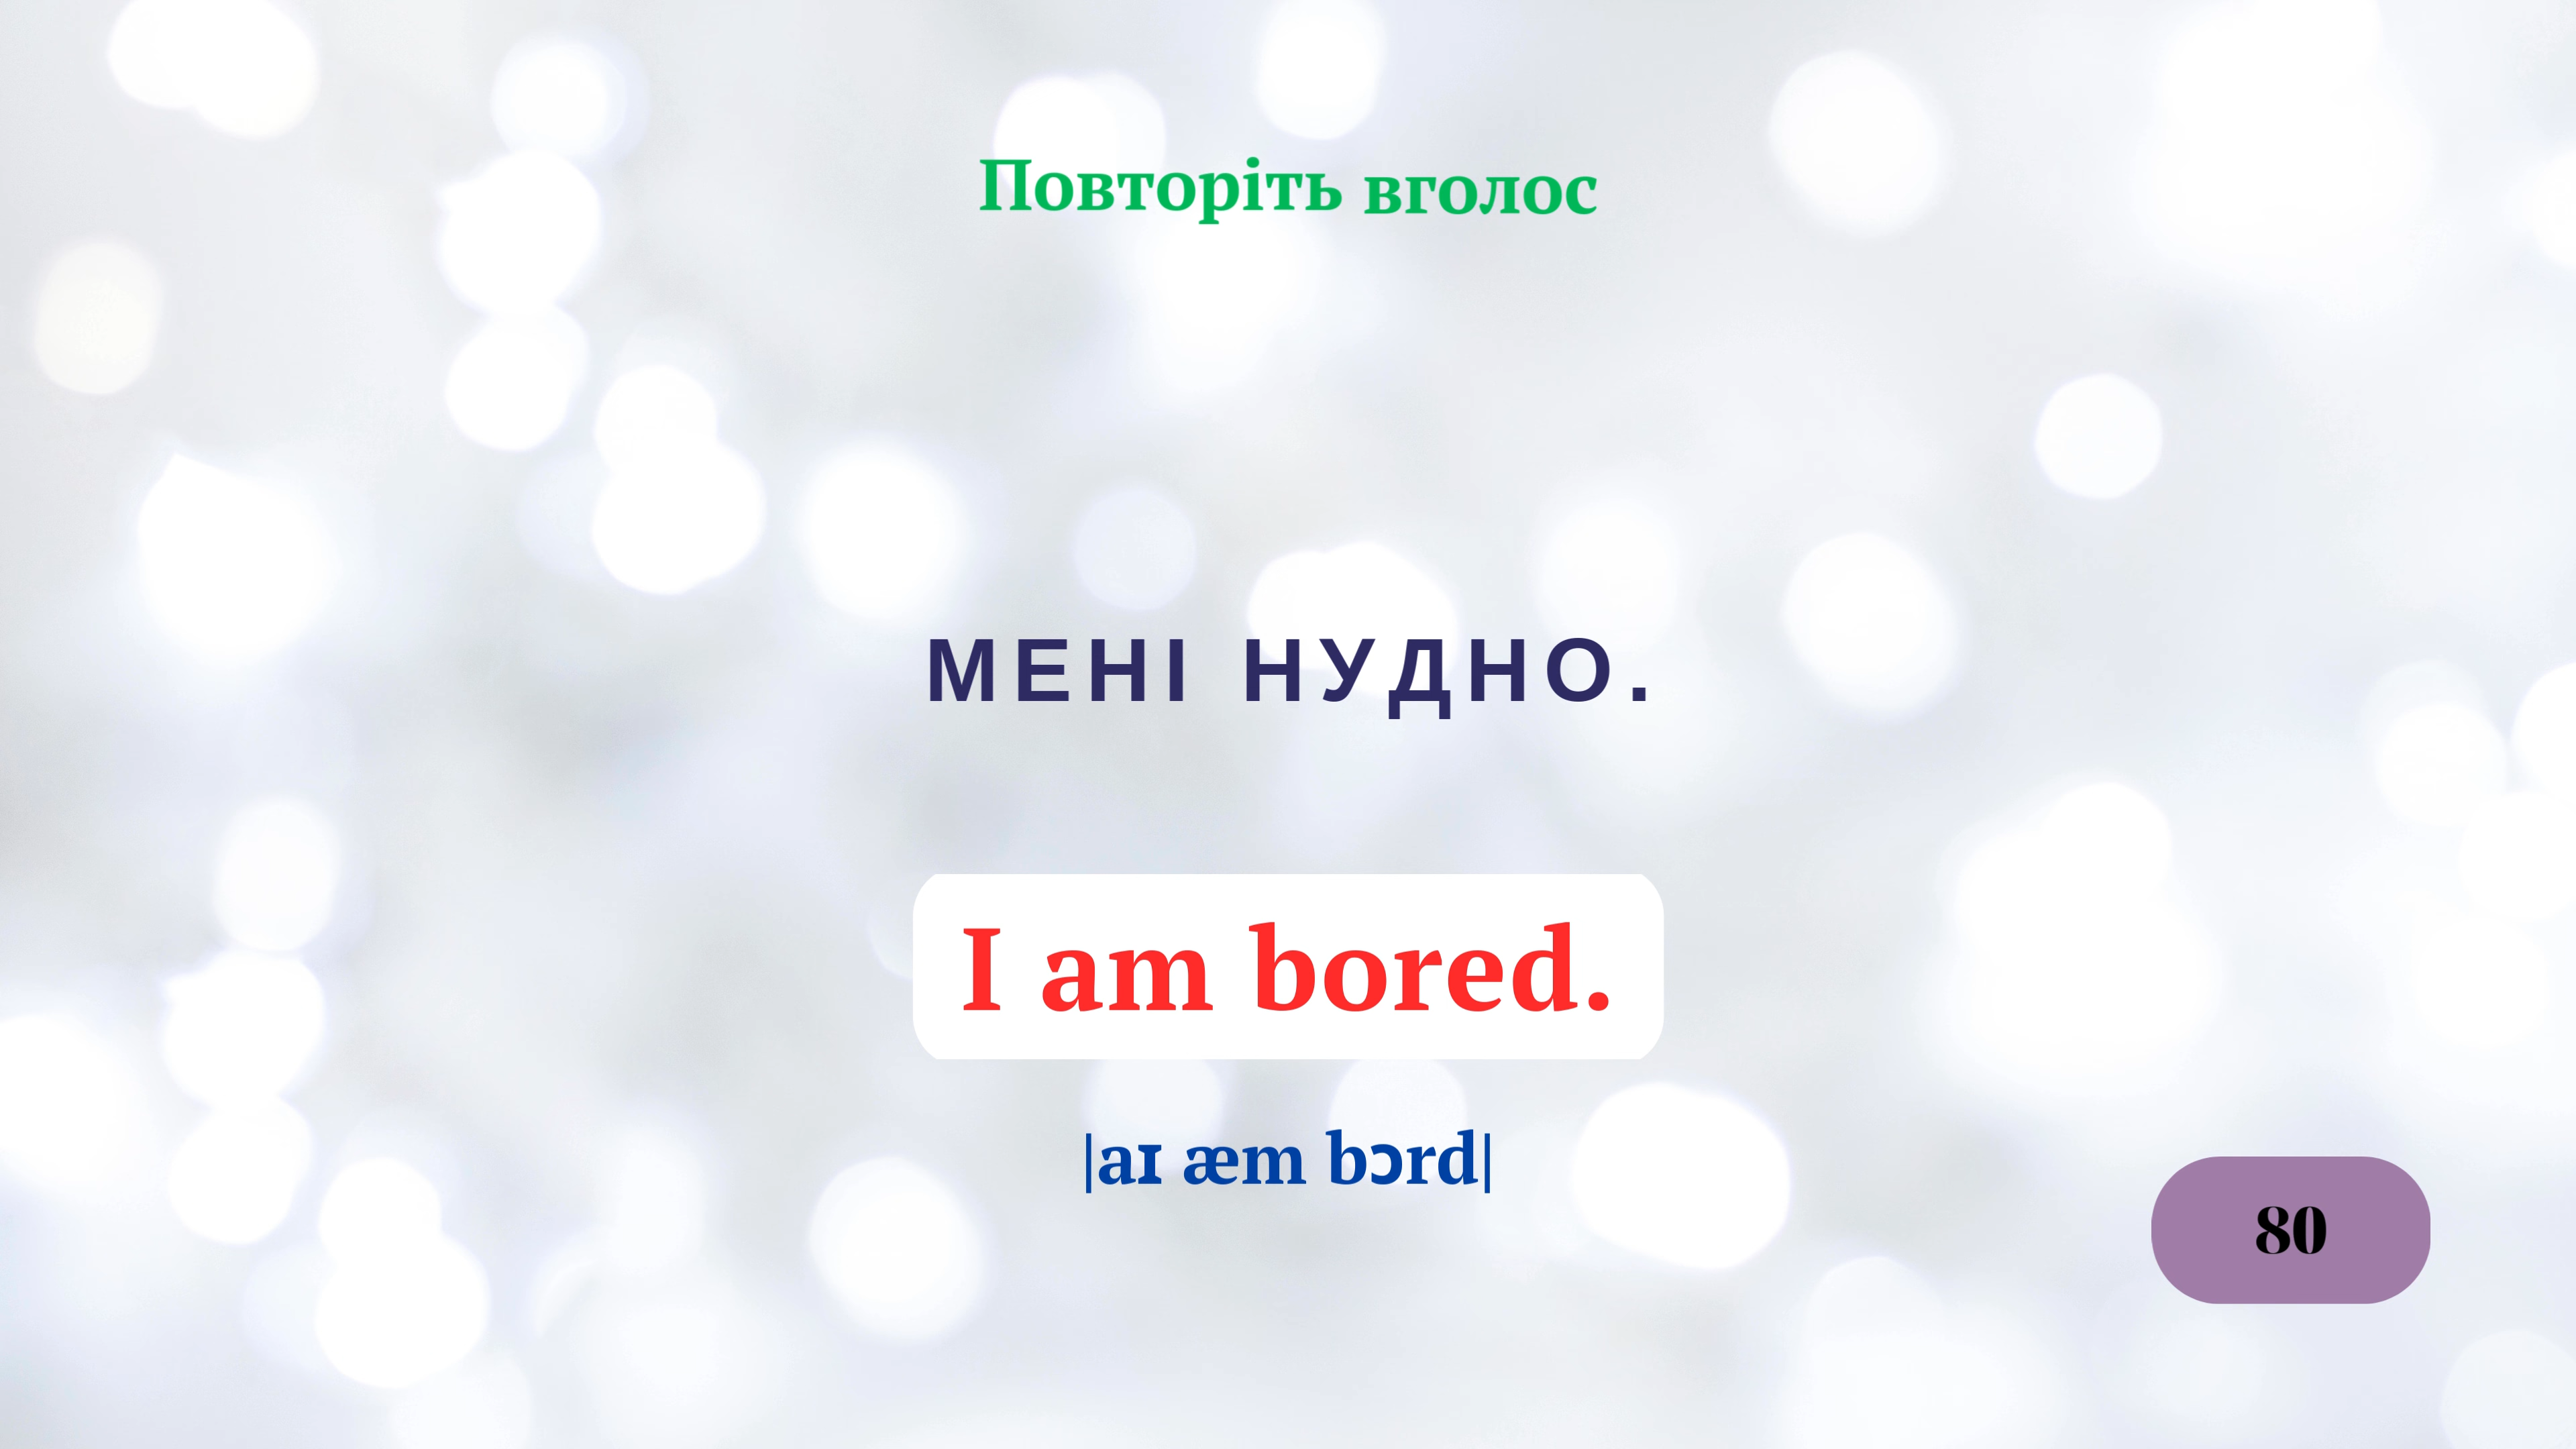 Повторіть вголос
МЕНІ НУДНО.
I am bored.
|aɪ æm bɔrd|
80